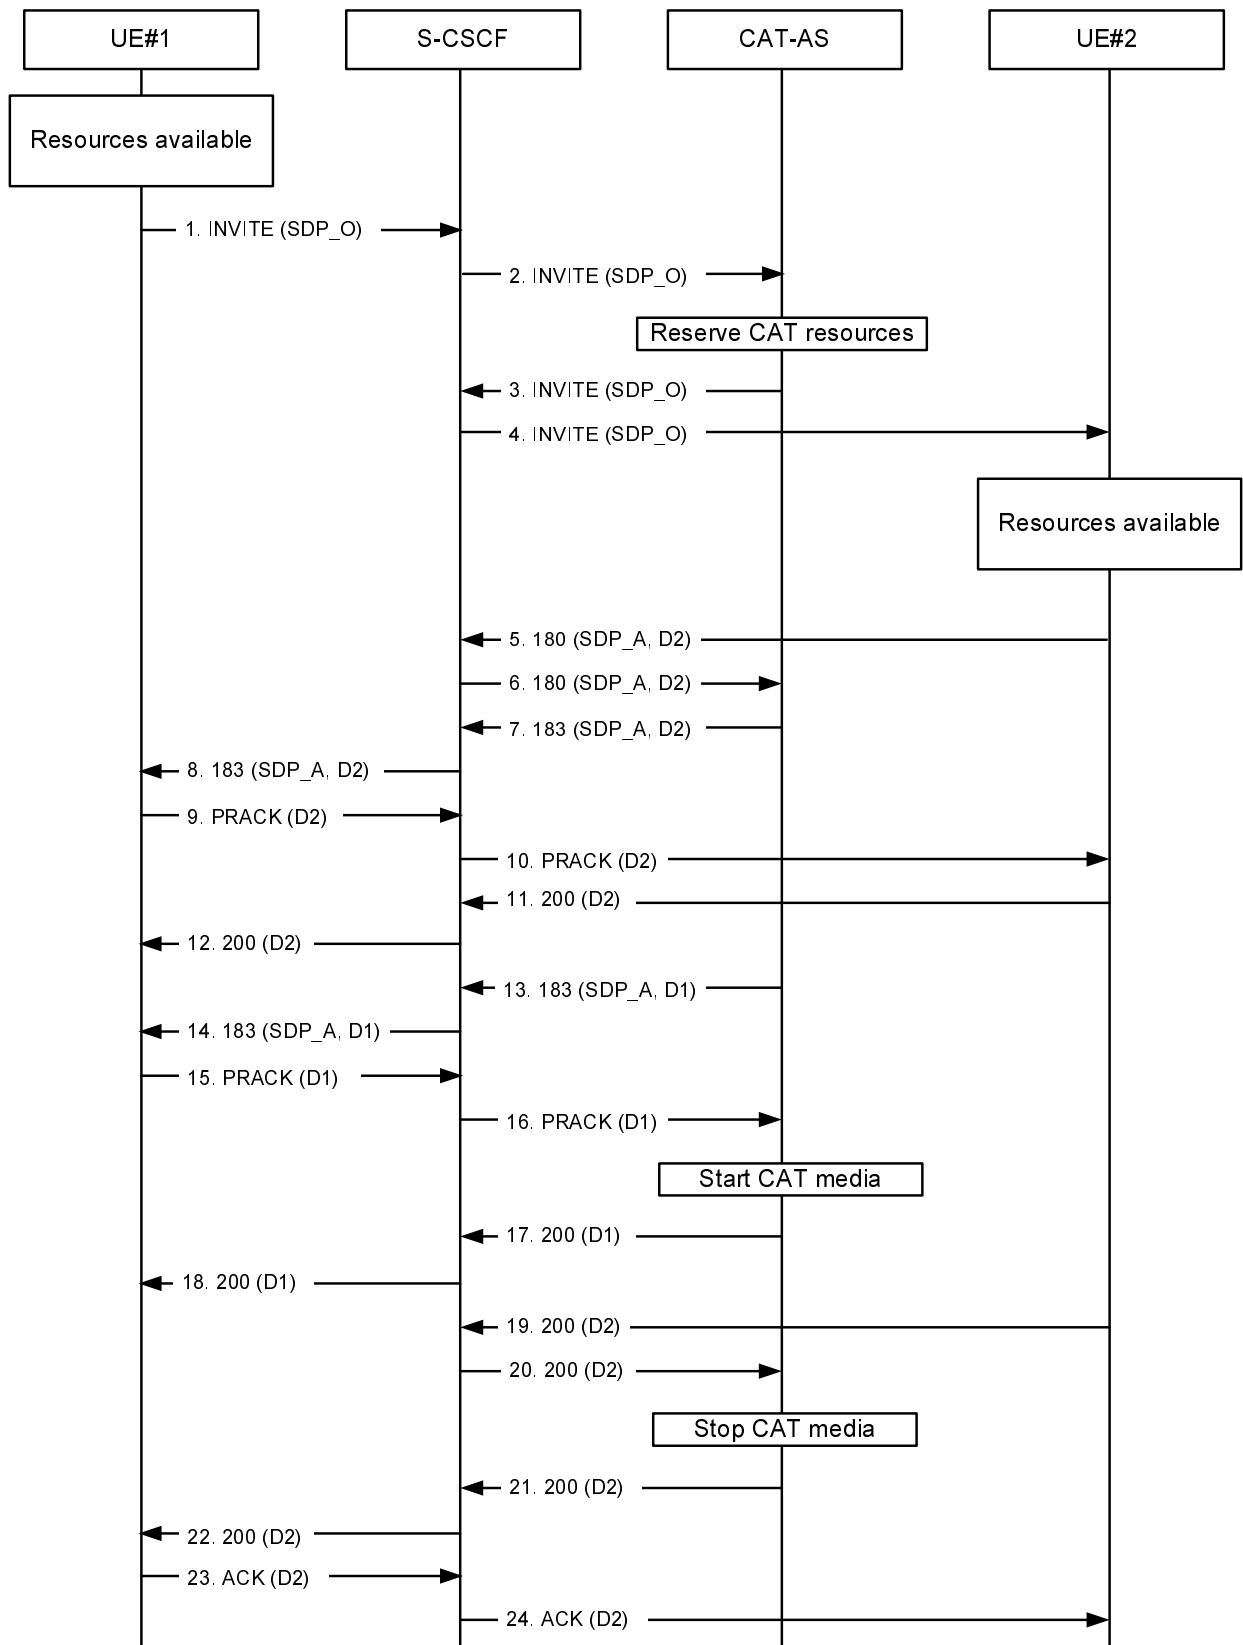 UE#1
S-CSCF
CAT-AS
UE#2
Resources available
1. INVITE (SDP_O)
2. INVITE (SDP_O)
Reserve CAT resources
3. INVITE (SDP_O)
4. INVITE (SDP_O)
Resources available
5. 180 (SDP_A, D2)
6. 180 (SDP_A, D2)
7. 183 (SDP_A, D2)
8. 183 (SDP_A, D2)
9. PRACK (D2)
10. PRACK (D2)
11. 200 (D2)
12. 200 (D2)
13. 183 (SDP_A, D1)
14. 183 (SDP_A, D1)
15. PRACK (D1)
16. PRACK (D1)
Start CAT media
17. 200 (D1)
18. 200 (D1)
19. 200 (D2)
20. 200 (D2)
Stop CAT media
21. 200 (D2)
22. 200 (D2)
23. ACK (D2)
24. ACK (D2)